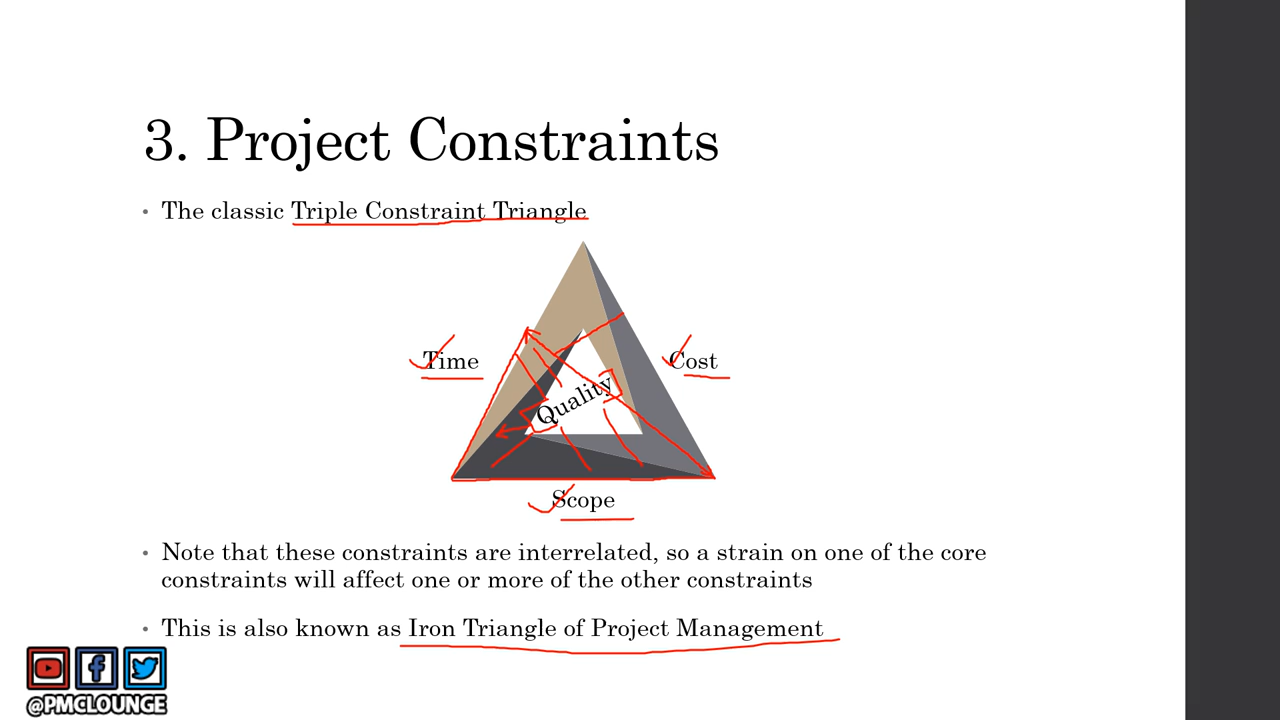 3. Project Constraints
• The classic Triple Constraint Triangle
Time
Cost
Quality
Scope
• Note that these constraints are interrelated, so a strain on one of the core
constraints will affect one or more of the other constraints
• This is also known as Iron Triangle of Project Management
@PMCLOUNGE